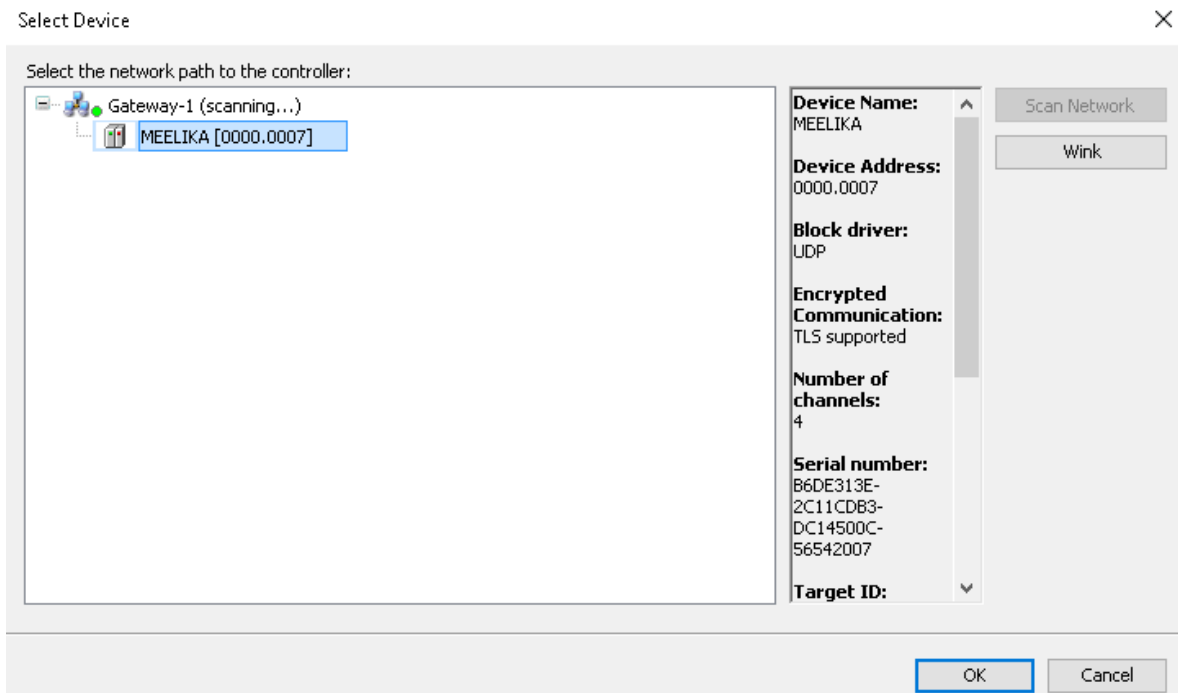 Select Device
Select the network path to the controller:
Gateway-1 (scanning...)
MEELIKA [0000.0007]
Device Name:
MEELIKA
Device Address:
0000.0007
Block driver:
UDP
Encrypted
Communication:
TLS supported
Number of
channels:
4
Serial number:
B6DE313E-
2C11CDB3-
DC14500C-
56542007
Target ID:
Scan Network
Wink
OK
Cancel